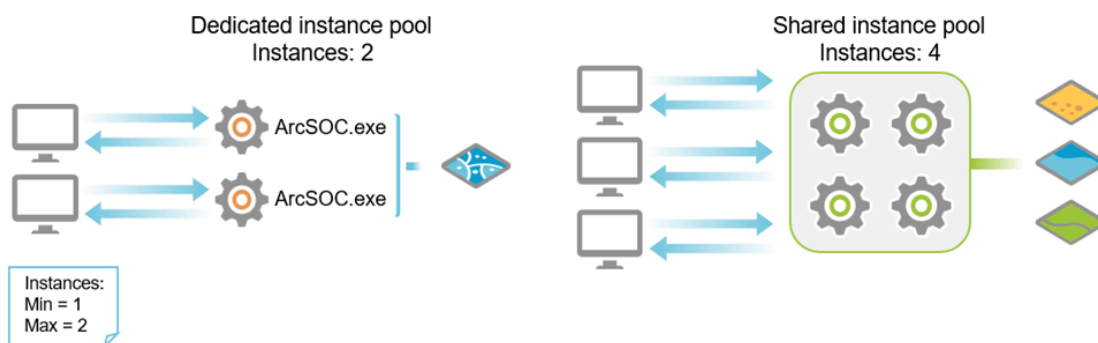 Dedicated instance pool
Instances: 2
Shared instance pool
Instances: 4
ArcSOC.exe
ArcSOC.exe
Instances:
Min = 1
Max = 2